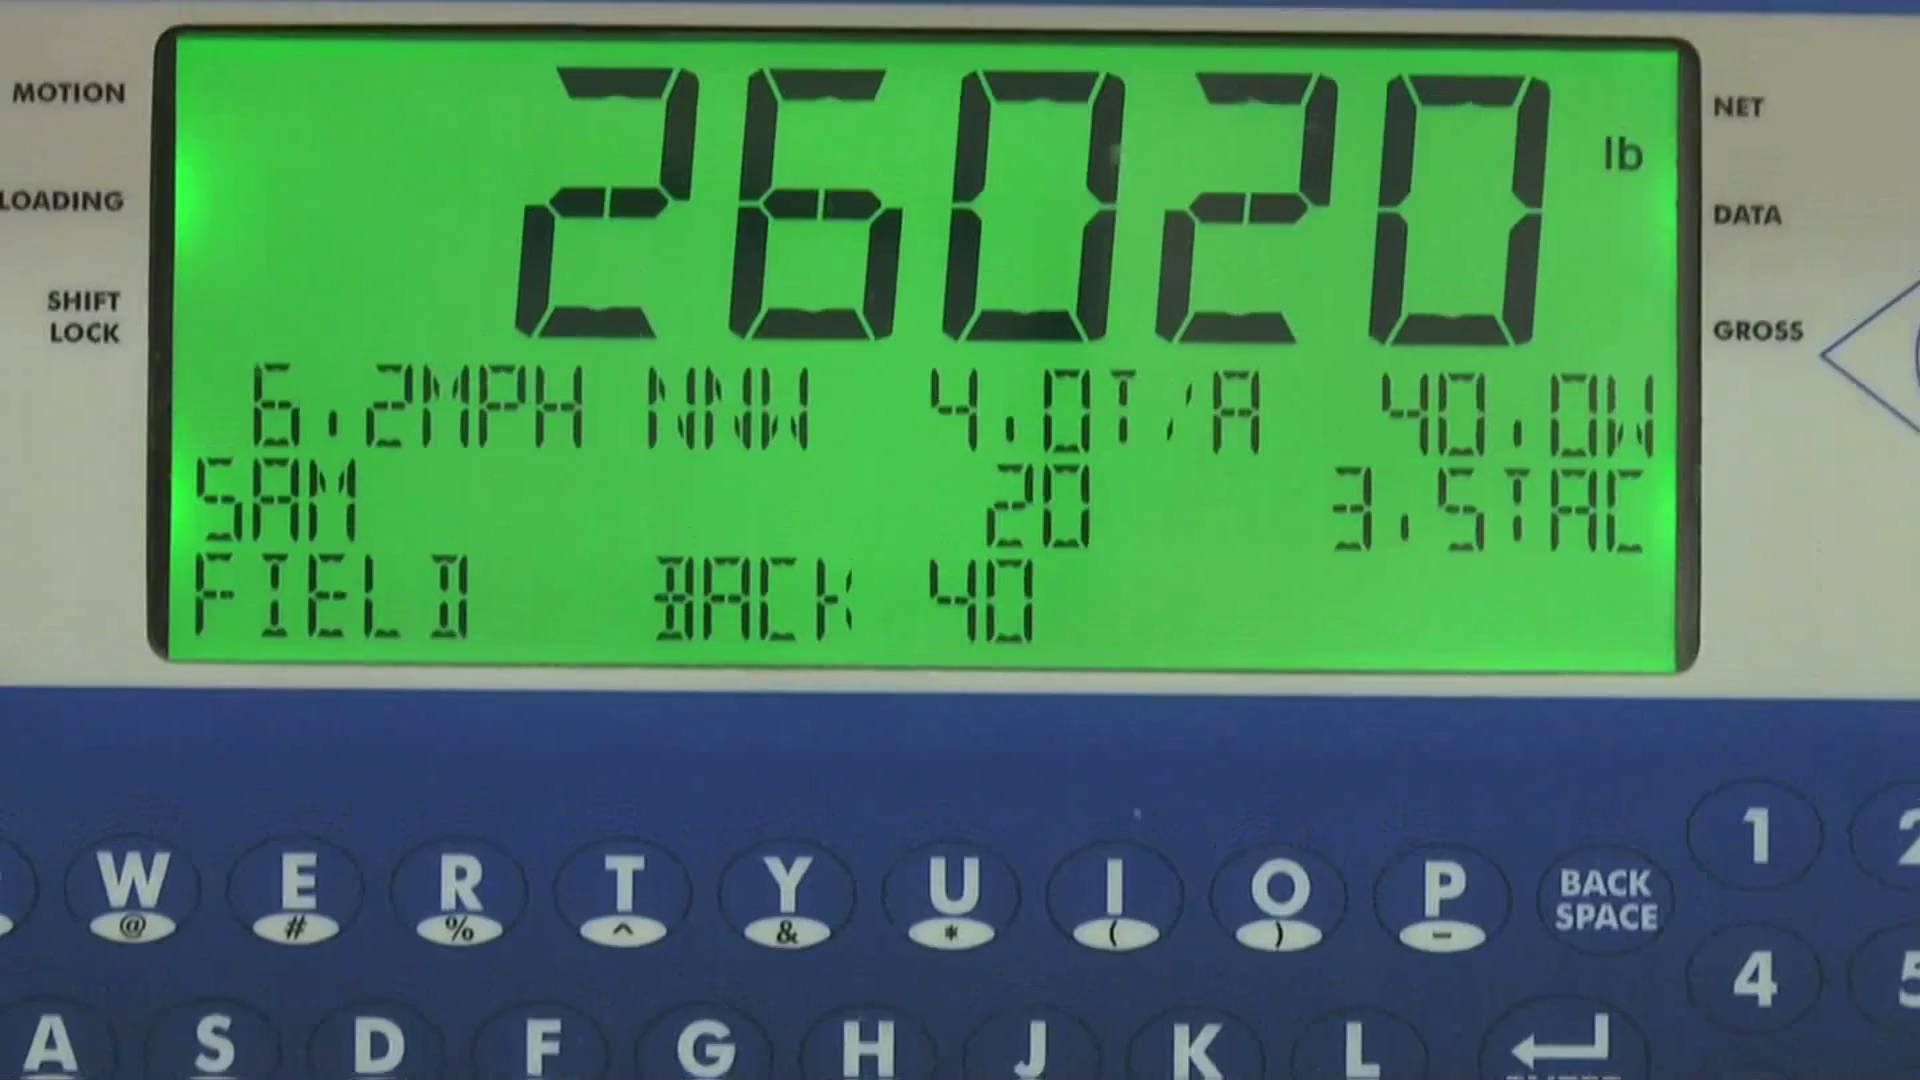 MOTION
LOADING
SHIFT
LOCK
26020 lb
6.2MPH NNW 4.0T/A 40.0W
SAM 20 3.5TAC
FIELD BACK 40
NET
DATA
GROSS
W E R T Y U I O P BACK SPACE
@ # % ^ & * ( ) -
1 2
4 5
A S D F G H J K L